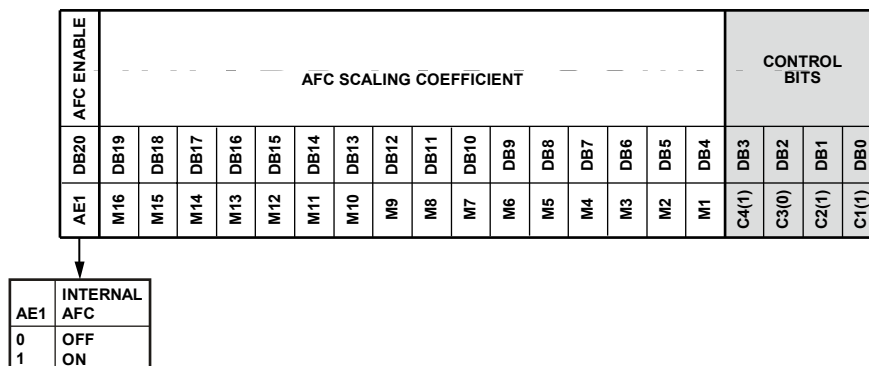 AFC ENABLE
AFC SCALING COEFFICIENT
CONTROL
BITS
DB20 DB19 DB18 DB17 DB16 DB15 DB14 DB13 DB12 DB11 DB10 DB9 DB8 DB7 DB6 DB5 DB4 DB3 DB2 DB1 DB0
AE1 M16 M15 M14 M13 M12 M11 M10 M9 M8 M7 M6 M5 M4 M3 M2 M1 C4(1) C3(0) C2(1) C1(1)
INTERNAL
AE1 AFC
0 OFF
1 ON